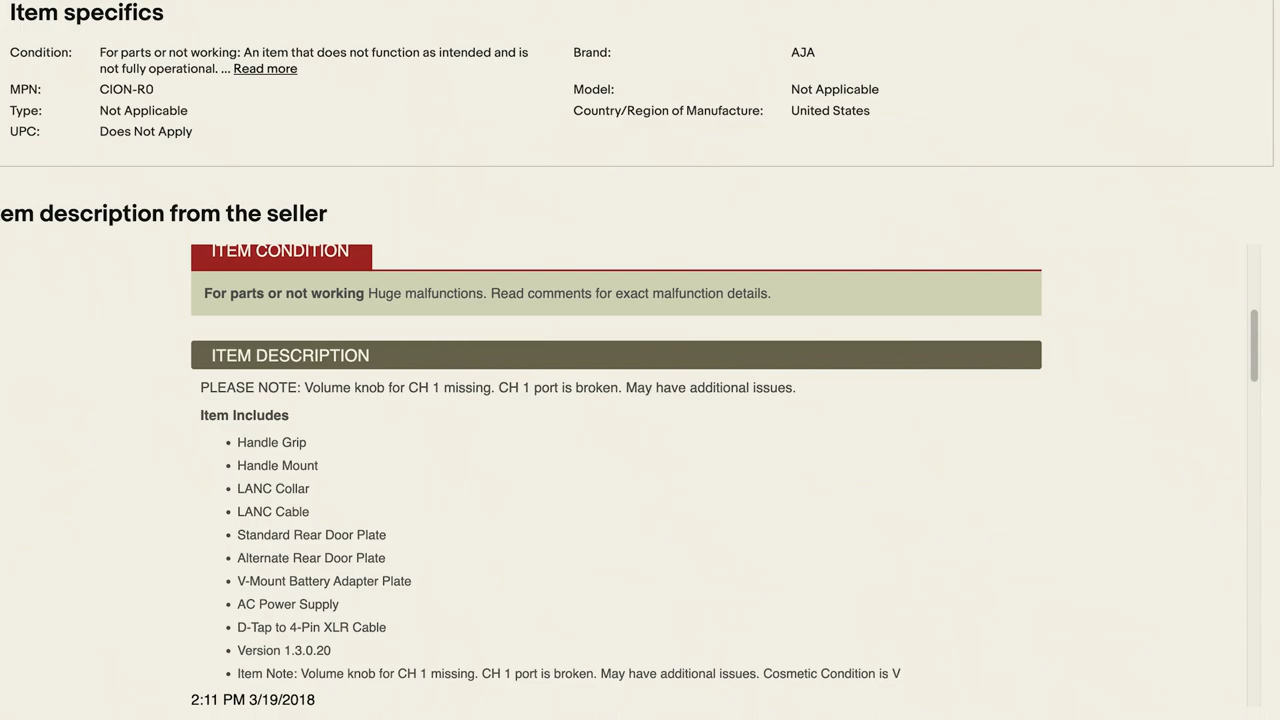 Item specifics
Condition: For parts or not working: An item that does not function as intended and is Brand: AJA
not fully operational. ... Read more
MPN: CION-R0 Model: Not Applicable
Type: Not Applicable Country/Region of Manufacture: United States
UPC: Does Not Apply
em description from the seller
ITEM CONDITION
For parts or not working Huge malfunctions. Read comments for exact malfunction details.
ITEM DESCRIPTION
PLEASE NOTE: Volume knob for CH 1 missing. CH 1 port is broken. May have additional issues.
Item Includes
• Handle Grip
• Handle Mount
• LANC Collar
• LANC Cable
• Standard Rear Door Plate
• Alternate Rear Door Plate
• V-Mount Battery Adapter Plate
• AC Power Supply
• D-Tap to 4-Pin XLR Cable
• Version 1.3.0.20
• Item Note: Volume knob for CH 1 missing. CH 1 port is broken. May have additional issues. Cosmetic Condition is V
2:11 PM 3/19/2018